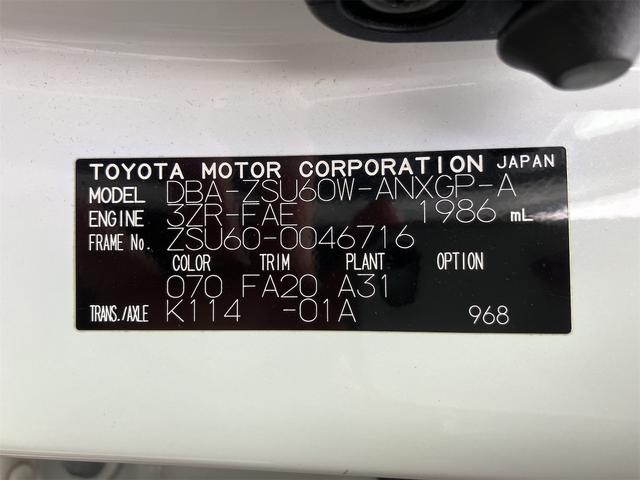 TOYOTA MOTOR CORPORATION JAPAN
MODEL DBA-ZSU60W-ANXGP-A
ENGINE 3ZR-FAE 1986 mL
FRAME No. ZSU60-0046716
COLOR TRIM PLANT OPTION
070 FA20 A31
TRANS./AXLE K114 -01A 968